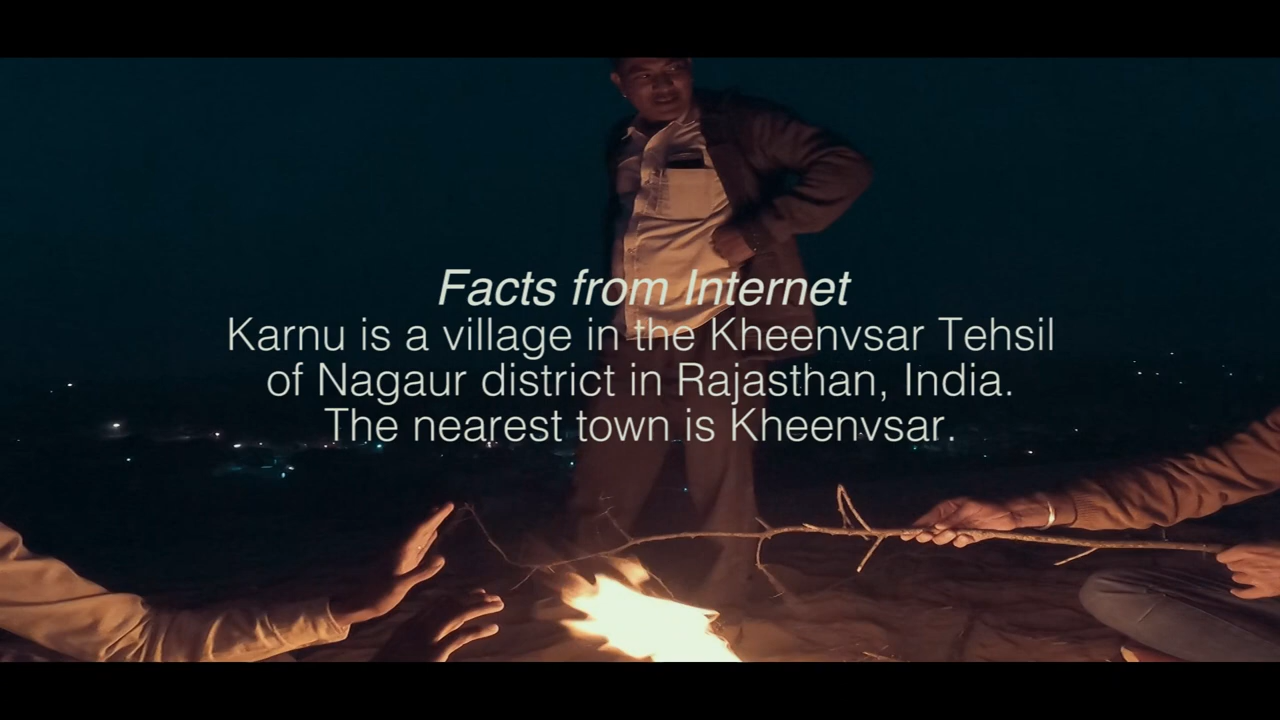 Facts from Internet
Karnu is a village in the Kheenvsar Tehsil
of Nagaur district in Rajasthan, India.
The nearest town is Kheenvsar.